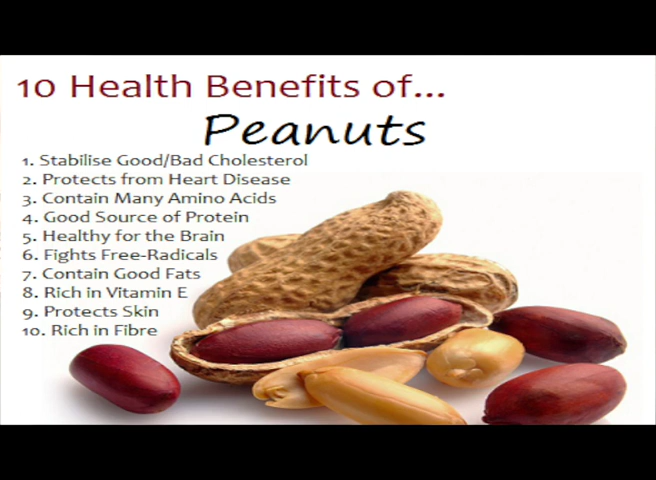 10 Health Benefits of...
Peanuts
1. Stabilise Good/Bad Cholesterol
2. Protects from Heart Disease
3. Contain Many Amino Acids
4. Good Source of Protein
5. Healthy for the Brain
6. Fights Free-Radicals
7. Contain Good Fats
8. Rich in Vitamin E
9. Protects Skin
10. Rich in Fibre